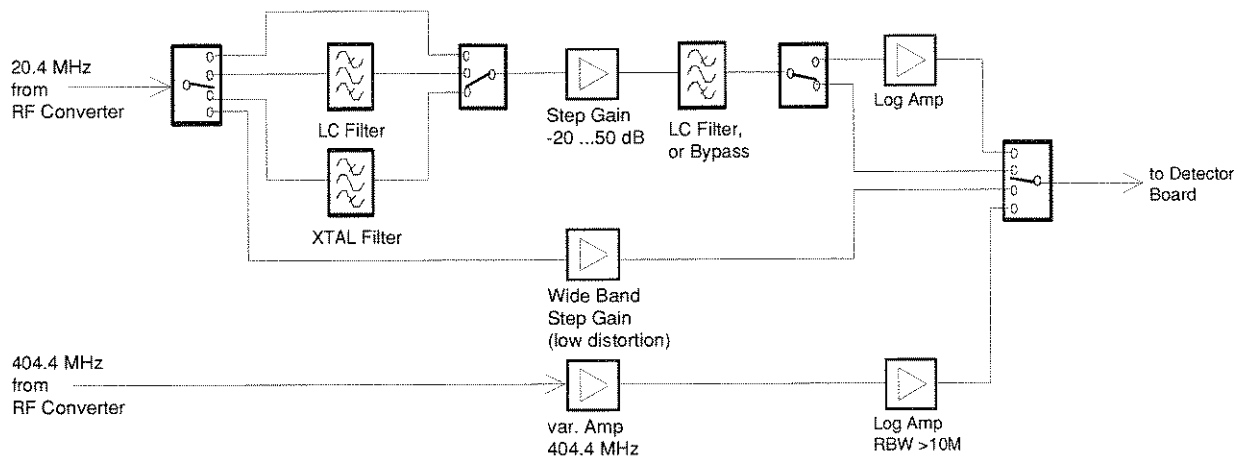 20.4 MHz
from
RF Converter
LC Filter
XTAL Filter
Step Gain
-20 ...50 dB
LC Filter,
or Bypass
Log Amp
to Detector
Board
Wide Band
Step Gain
(low distortion)
404.4 MHz
from
RF Converter
var. Amp
404.4 MHz
Log Amp
RBW >10M